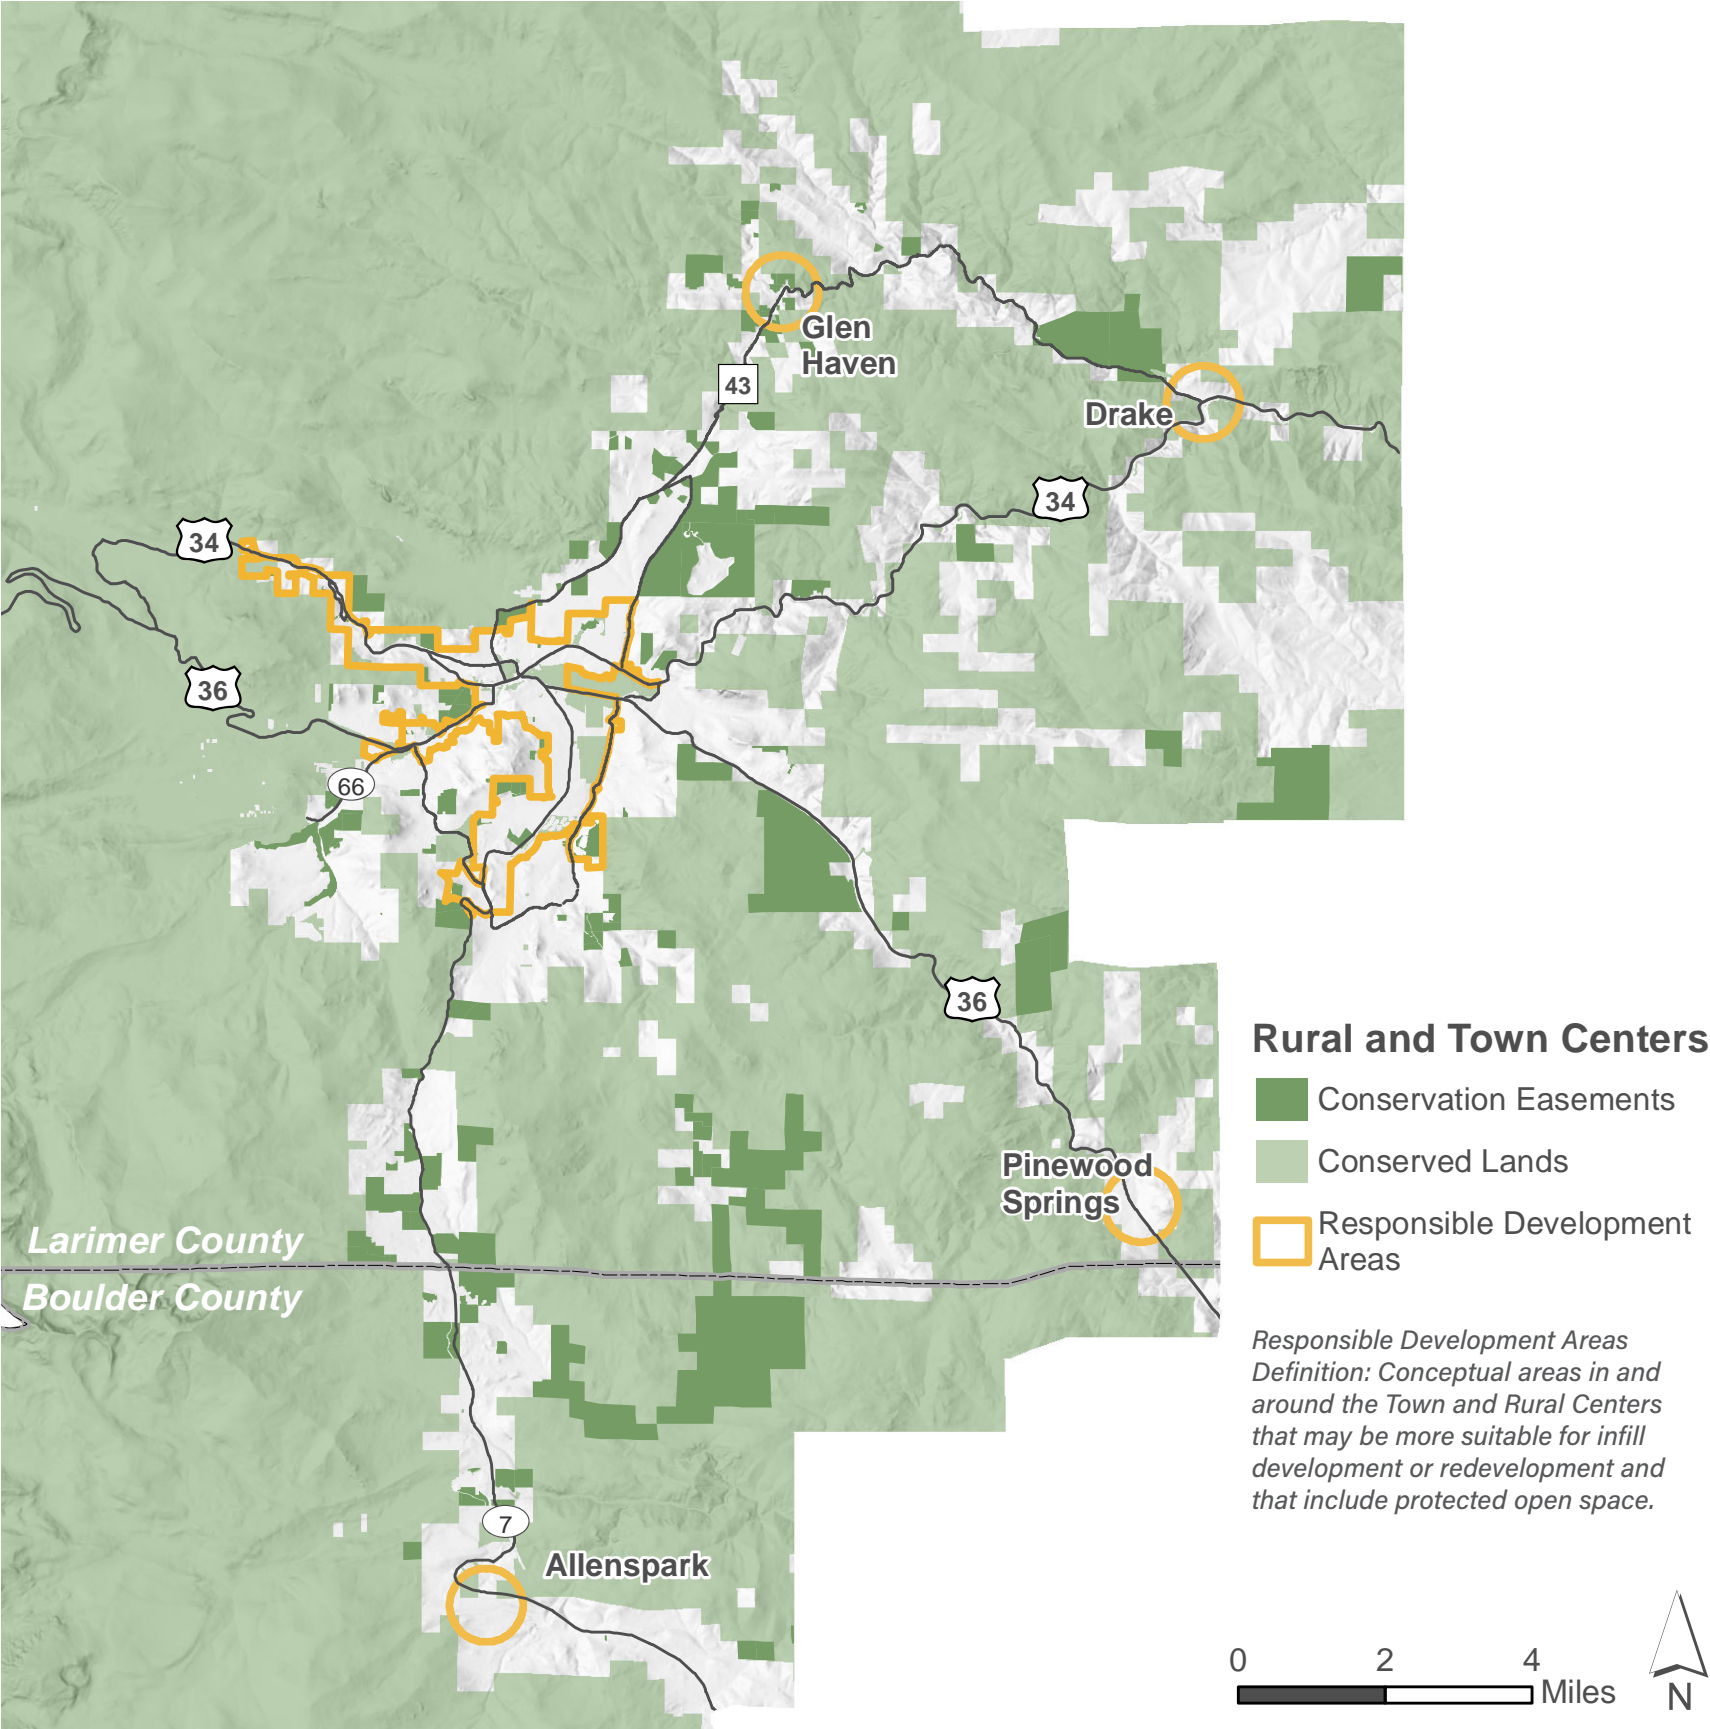 Glen
Haven
43
Drake
34
34
36
66
36
Pinewood
Springs
Larimer County
Boulder County
7
Allenspark
Rural and Town Centers
Conservation Easements
Conserved Lands
Responsible Development
Areas
Responsible Development Areas
Definition: Conceptual areas in and
around the Town and Rural Centers
that may be more suitable for infill
development or redevelopment and
that include protected open space.
0 2 4
Miles
N